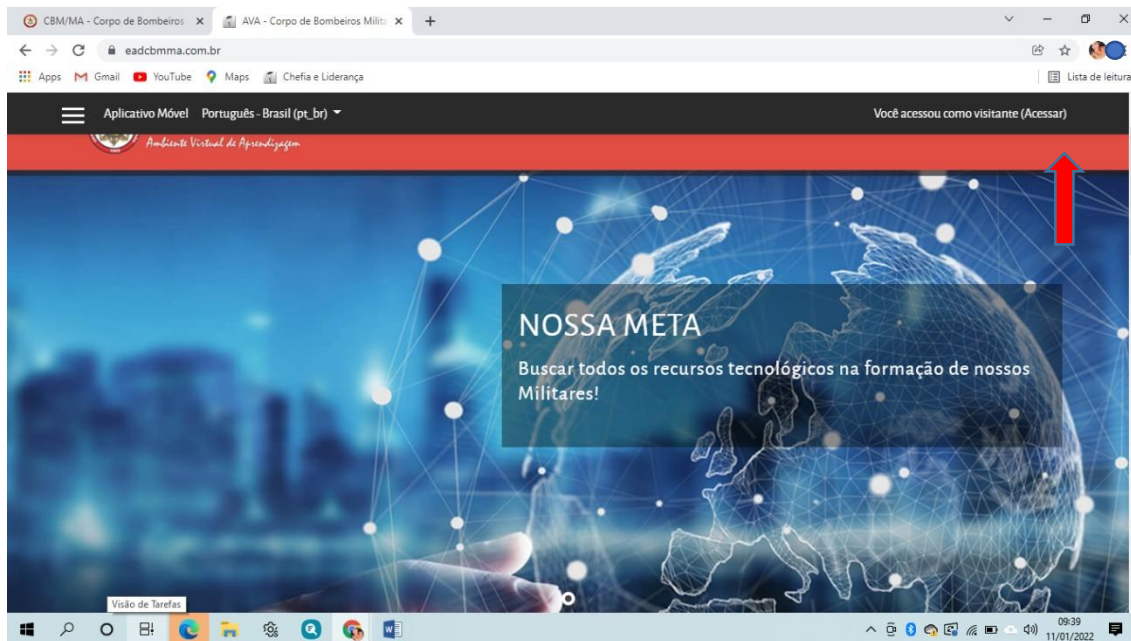 CBM/MA - Corpo de Bombeiros
AVA - Corpo de Bombeiros Milita
eadcbmma.com.br
Apps Gmail YouTube Maps Chefia e Liderança Lista de leitura
Aplicativo Móvel Português - Brasil (pt_br) Você acessou como visitante (Acessar)
Ambiente Virtual de Aprendizagem
NOSSA META
Buscar todos os recursos tecnológicos na formação de nossos
Militares!
Visão de Tarefas
09:39
11/01/2022